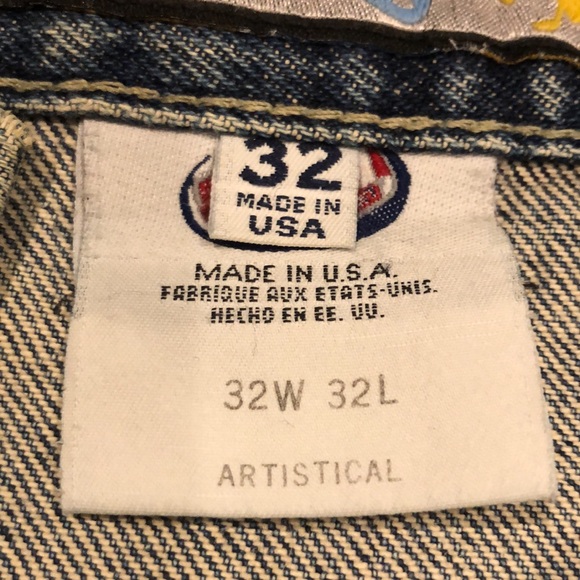 32
MADE IN
USA
MADE IN U.S.A.
FABRIQUE AUX ETATS-UNIS.
HECHO EN EE. UU.
32W 32L
ARTISTICAL